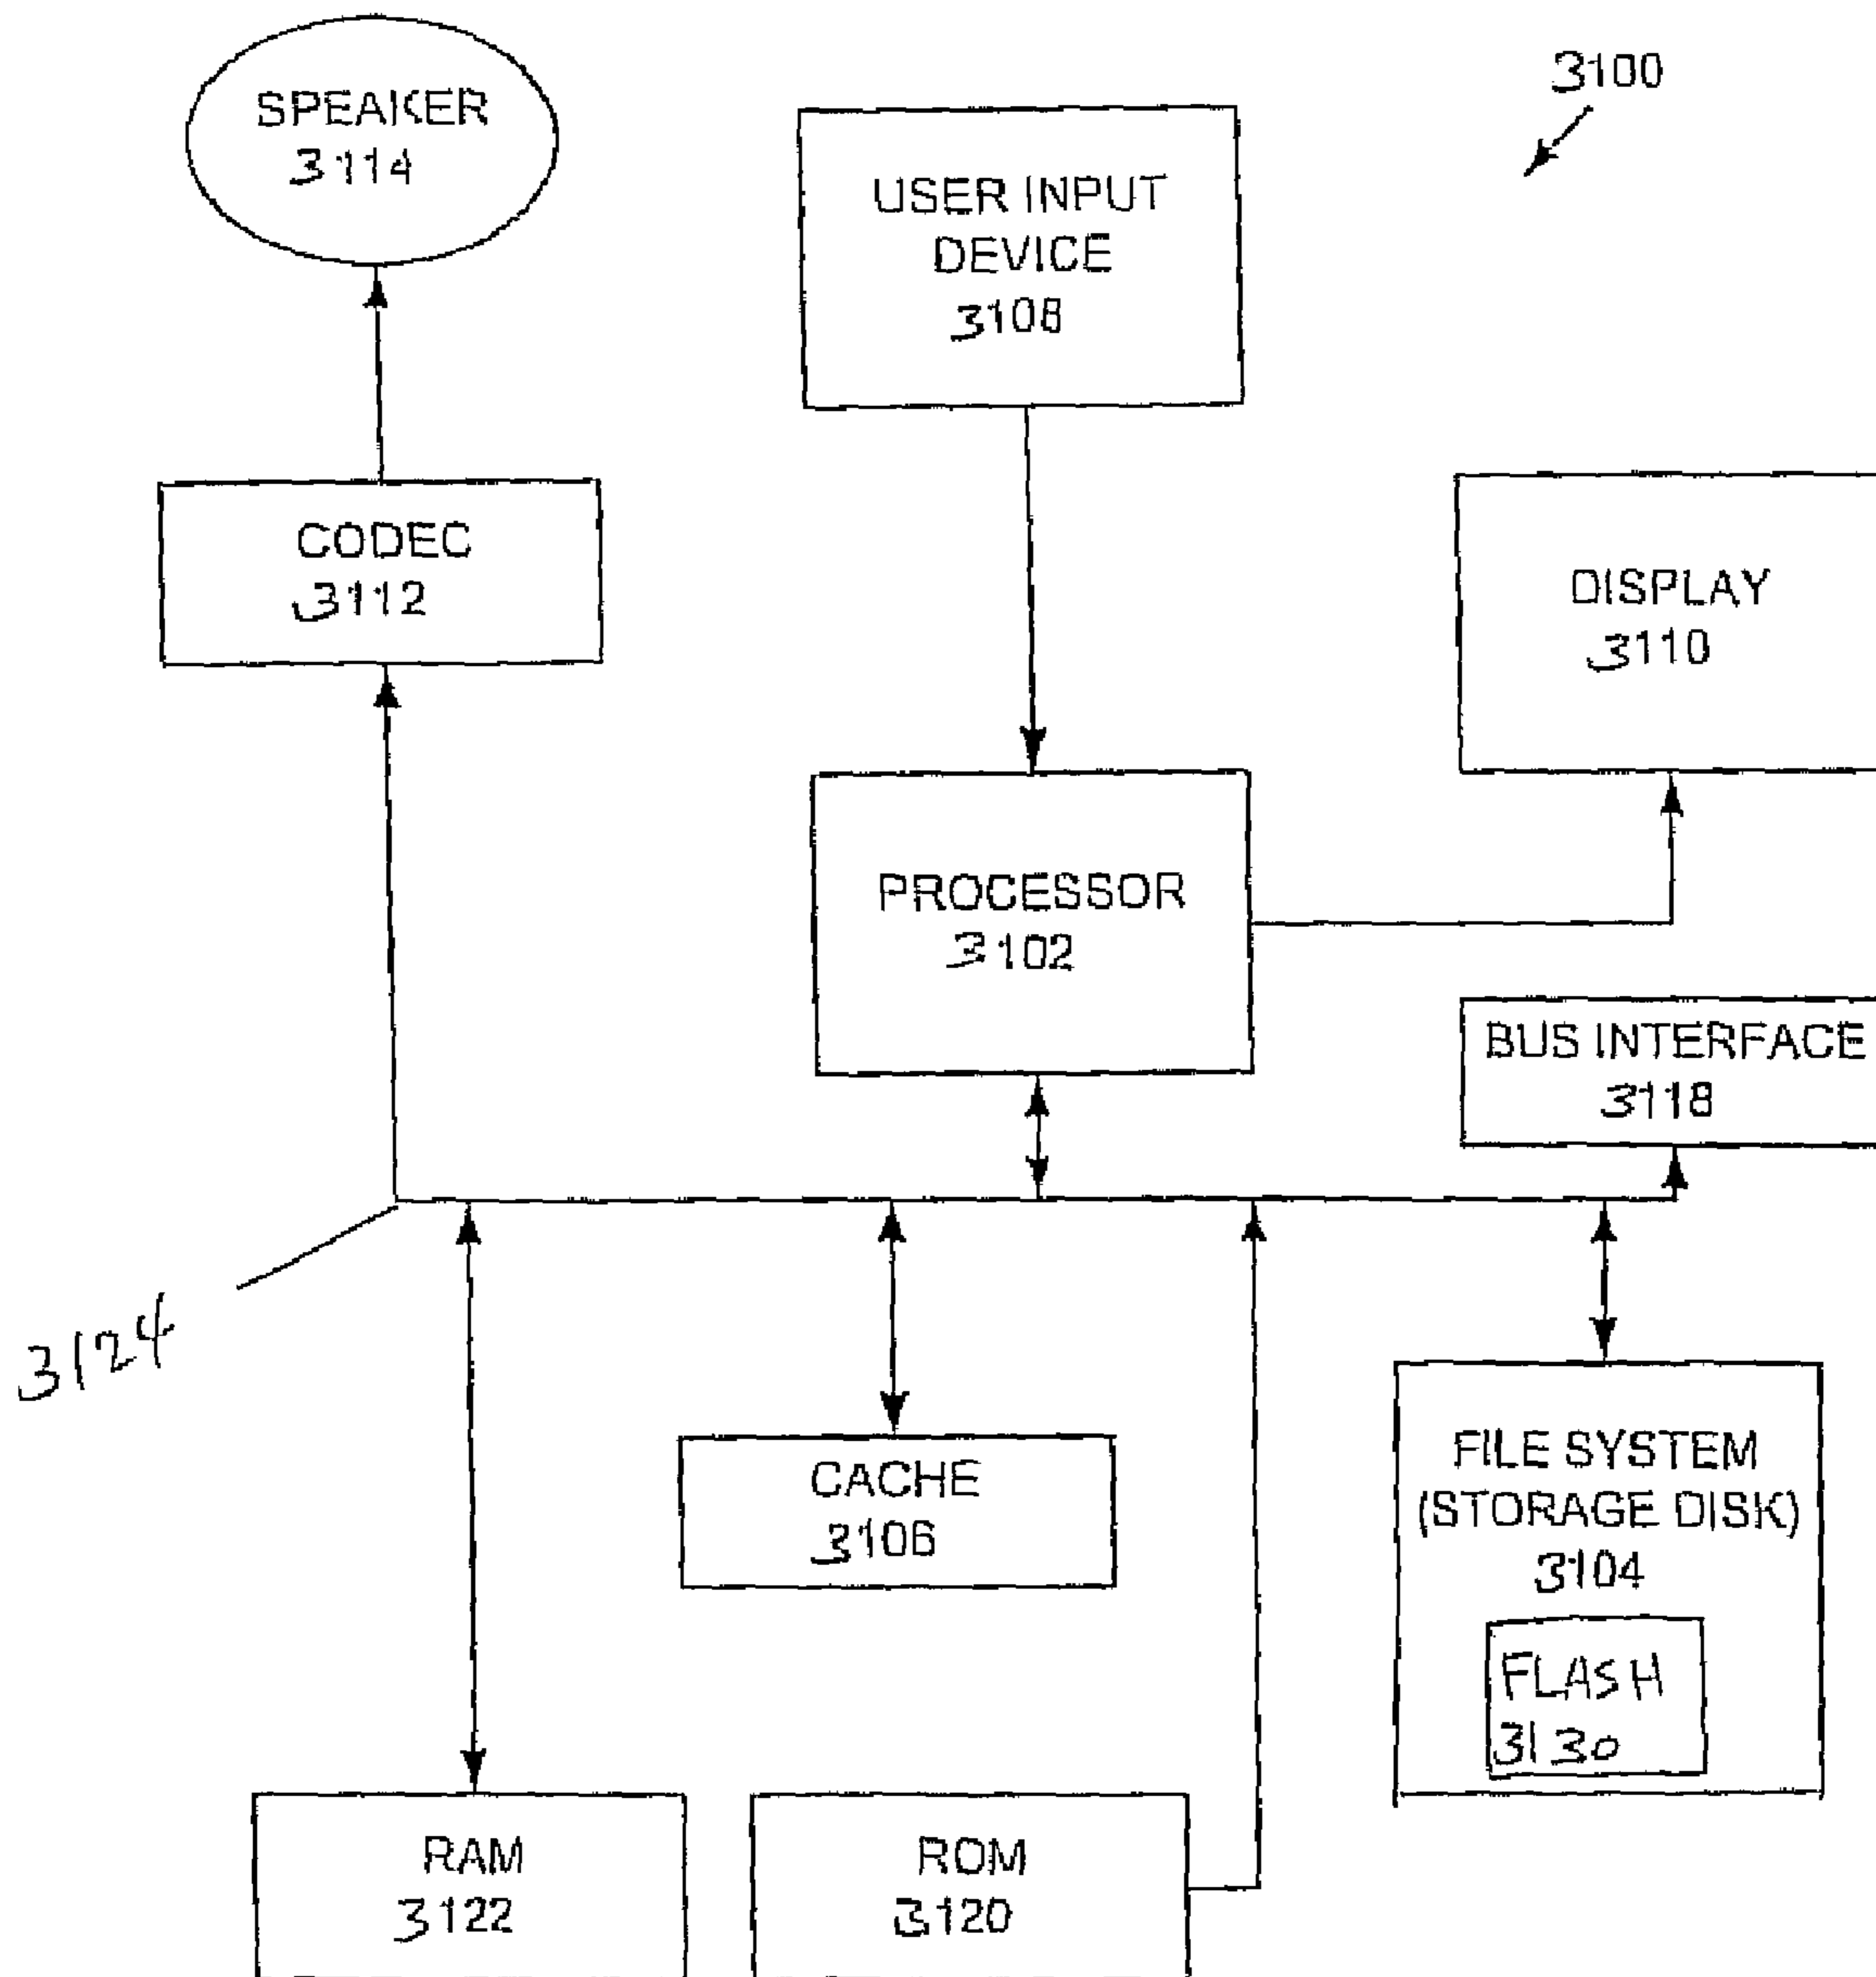 3100
SPEAKER
3114
USER INPUT
DEVICE
3108
CODEC
3112
DISPLAY
3110
PROCESSOR
3102
BUS INTERFACE
3118
3124
CACHE
3106
FILE SYSTEM
(STORAGE DISK)
3104
FLASH
3130
RAM
3122
ROM
3120